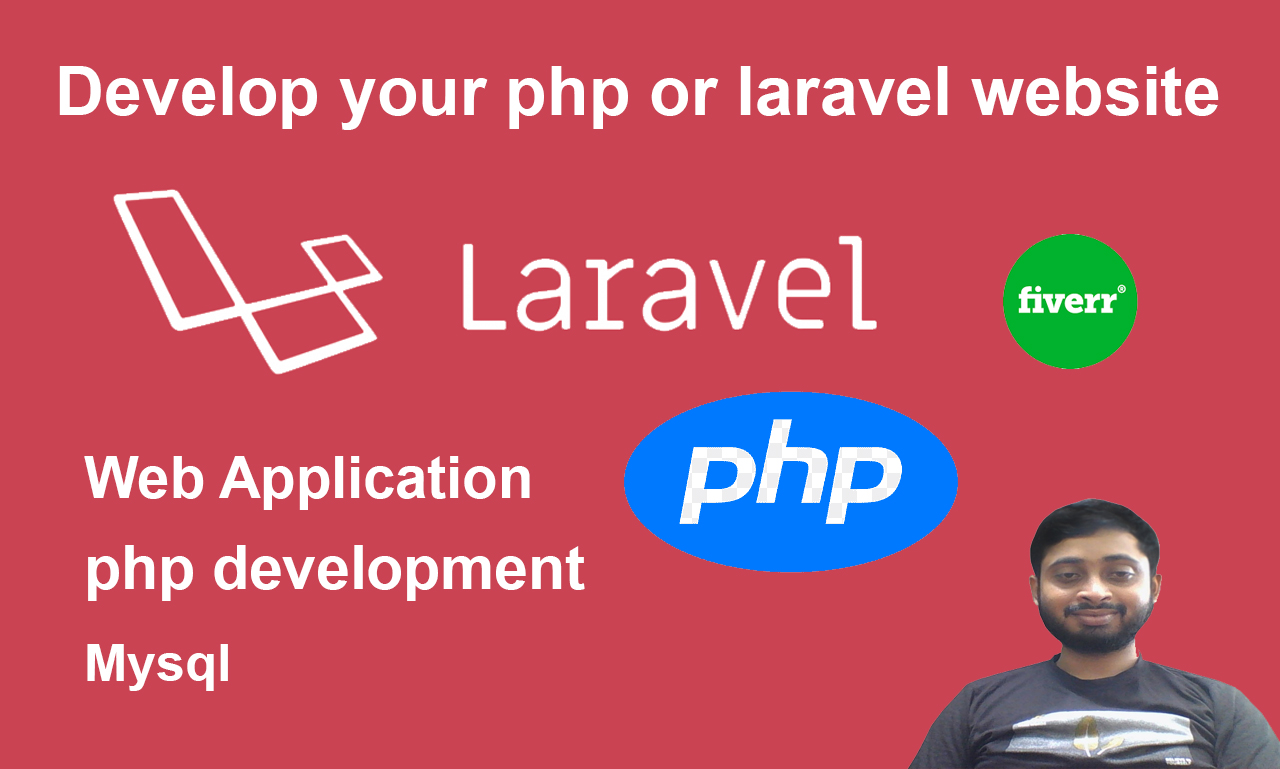 Develop your php or laravel website
Laravel
fiverr®
php
Web Application
php development
Mysql